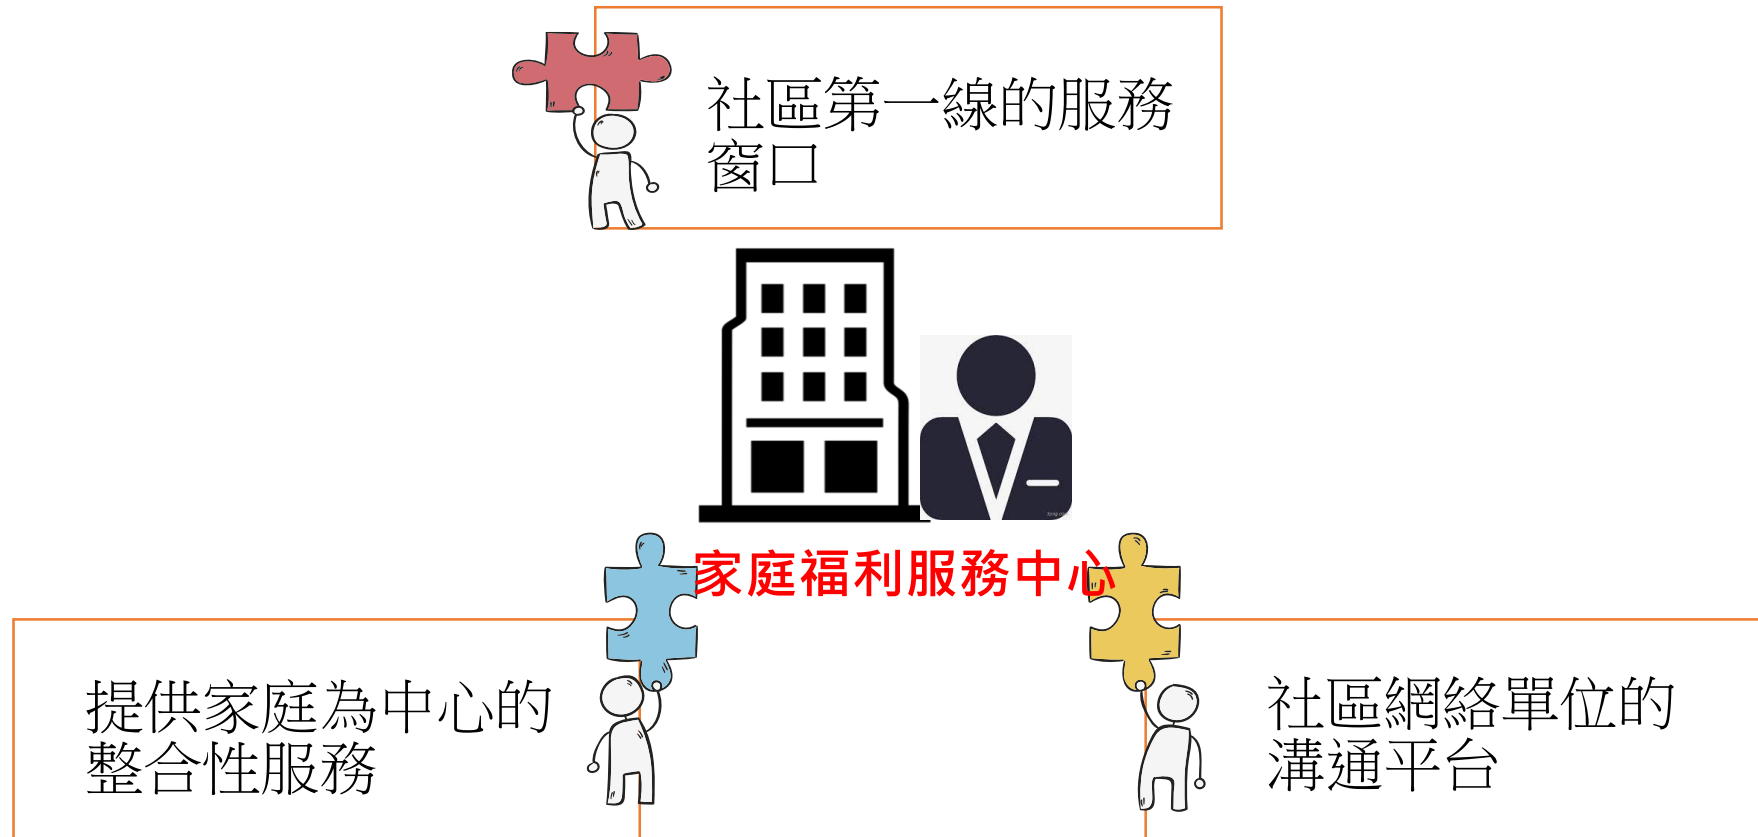 社區第一線的服務
窗口
家庭福利服務中心
提供家庭為中心的
整合性服務
社區網絡單位的
溝通平台